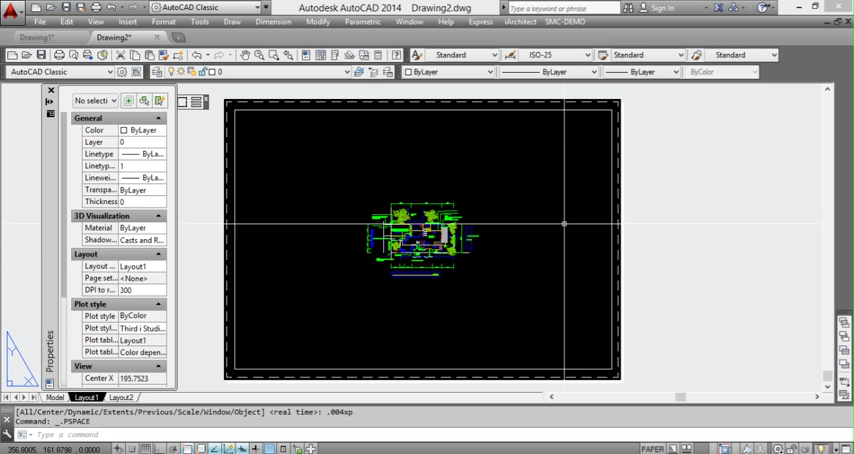 AutoCAD Classic
Autodesk AutoCAD 2014 Drawing2.dwg
Type a keyword or phrase
Sign In
File Edit View Insert Format Tools Draw Dimension Modify Parametric Window Help Express iArchitect SMC-DEMO
Drawing1* Drawing2*
Standard ISO-25 Standard Standard
AutoCAD Classic 0 ByLayer ByLayer ByLayer ByColor
No selecti
General
Color ByLayer
Layer 0
Linetype ByLa...
Linetyp... 1
Linewei... ByLa...
Transpa... ByLayer
Thickness 0
3D Visualization
Material ByLayer
Shadow... Casts and R...
Layout
Layout ... Layout1
Page set... <None>
DPI to r... 300
Plot style
Plot style ByColor
Plot styl... Third i Studi...
Plot tabl... Layout1
Plot tabl... Color depen...
View
Center X 195.7523
Properties
Y
X
Model Layout1 Layout2
[All/Center/Dynamic/Extents/Previous/Scale/Window/Object] <real time>: .004xp
Command: _.PSPACE
Type a command
356.8005, 161.8798, 0.0000 PAPER